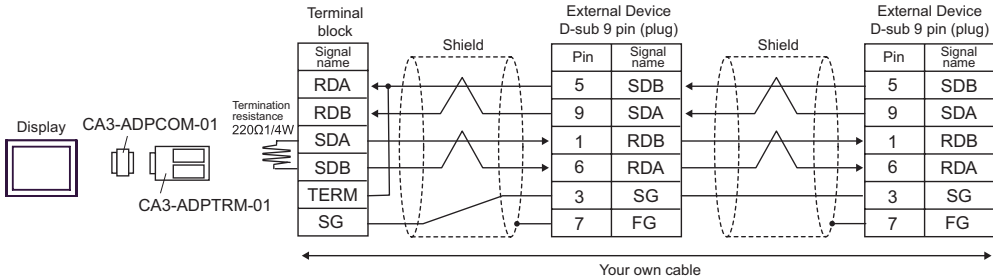 Terminal block
External Device D-sub 9 pin (plug)
External Device D-sub 9 pin (plug)
Signal name
Shield
Pin
Signal name
Shield
Pin
Signal name
RDA
5
SDB
5
SDB
Termination resistance 220Ω1/4W
RDB
9
SDA
9
SDA
Display
CA3-ADPCOM-01
SDA
1
RDB
1
RDB
SDB
6
RDA
6
RDA
CA3-ADPTRM-01
TERM
3
SG
3
SG
SG
7
FG
7
FG
Your own cable